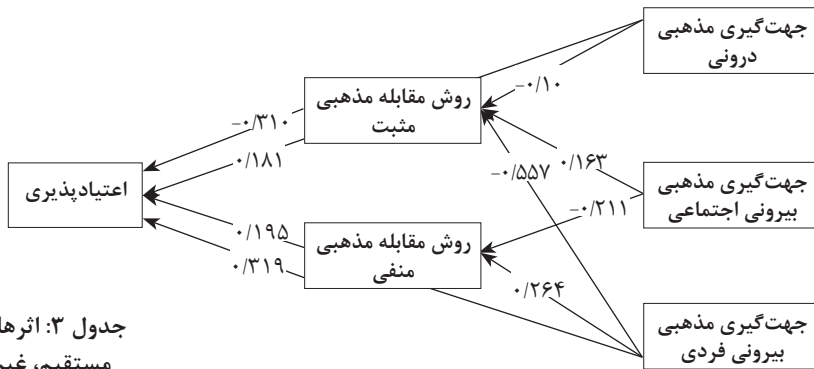 جهت‌گیری مذهبی
درونی
−۰/۱۰
روش مقابله مذهبی
مثبت
−۰/۳۱۰
۰/۱۸۱
۰/۱۶۳
−۰/۵۵۷
جهت‌گیری مذهبی
بیرونی اجتماعی
اعتیادپذیری
−۰/۲۱۱
۰/۱۹۵
روش مقابله مذهبی
منفی
۰/۳۱۹
۰/۲۶۴
جهت‌گیری مذهبی
بیرونی فردی
جدول ۳: اثرها
مستقیم، غیر